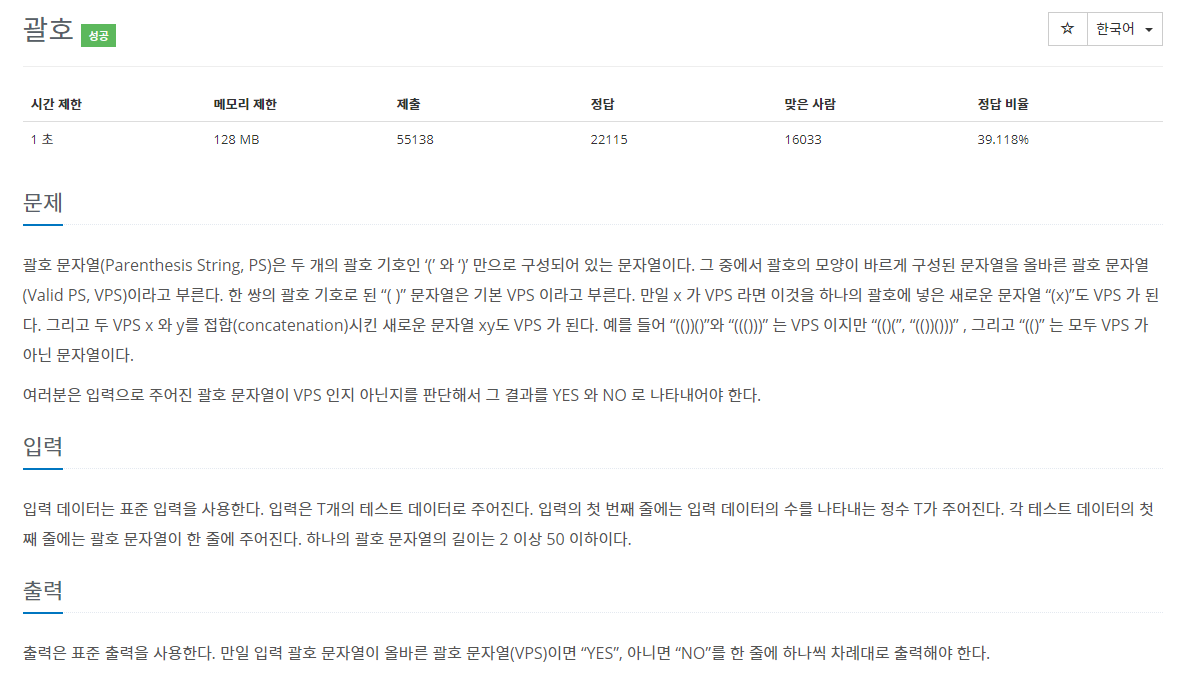 괄호 성공
☆ 한국어
시간 제한 메모리 제한 제출 정답 맞은 사람 정답 비율
1 초 128 MB 55138 22115 16033 39.118%
문제
괄호 문자열(Parenthesis String, PS)은 두 개의 괄호 기호인 ‘(’ 와 ‘)’ 만으로 구성되어 있는 문자열이다. 그 중에서 괄호의 모양이 바르게 구성된 문자열을 올바른 괄호 문자열
(Valid PS, VPS)이라고 부른다. 한 쌍의 괄호 기호로 된 “( )” 문자열은 기본 VPS 이라고 부른다. 만일 x 가 VPS 라면 이것을 하나의 괄호에 넣은 새로운 문자열 “(x)”도 VPS 가 된
다. 그리고 두 VPS x 와 y를 접합(concatenation)시킨 새로운 문자열 xy도 VPS 가 된다. 예를 들어 “(())()”와 “((()))” 는 VPS 이지만 “(()(”, “(())()))” , 그리고 “(()” 는 모두 VPS 가
아닌 문자열이다.
여러분은 입력으로 주어진 괄호 문자열이 VPS 인지 아닌지를 판단해서 그 결과를 YES 와 NO 로 나타내어야 한다.
입력
입력 데이터는 표준 입력을 사용한다. 입력은 T개의 테스트 데이터로 주어진다. 입력의 첫 번째 줄에는 입력 데이터의 수를 나타내는 정수 T가 주어진다. 각 테스트 데이터의 첫
째 줄에는 괄호 문자열이 한 줄에 주어진다. 하나의 괄호 문자열의 길이는 2 이상 50 이하이다.
출력
출력은 표준 출력을 사용한다. 만일 입력 괄호 문자열이 올바른 괄호 문자열(VPS)이면 “YES”, 아니면 “NO”를 한 줄에 하나씩 차례대로 출력해야 한다.